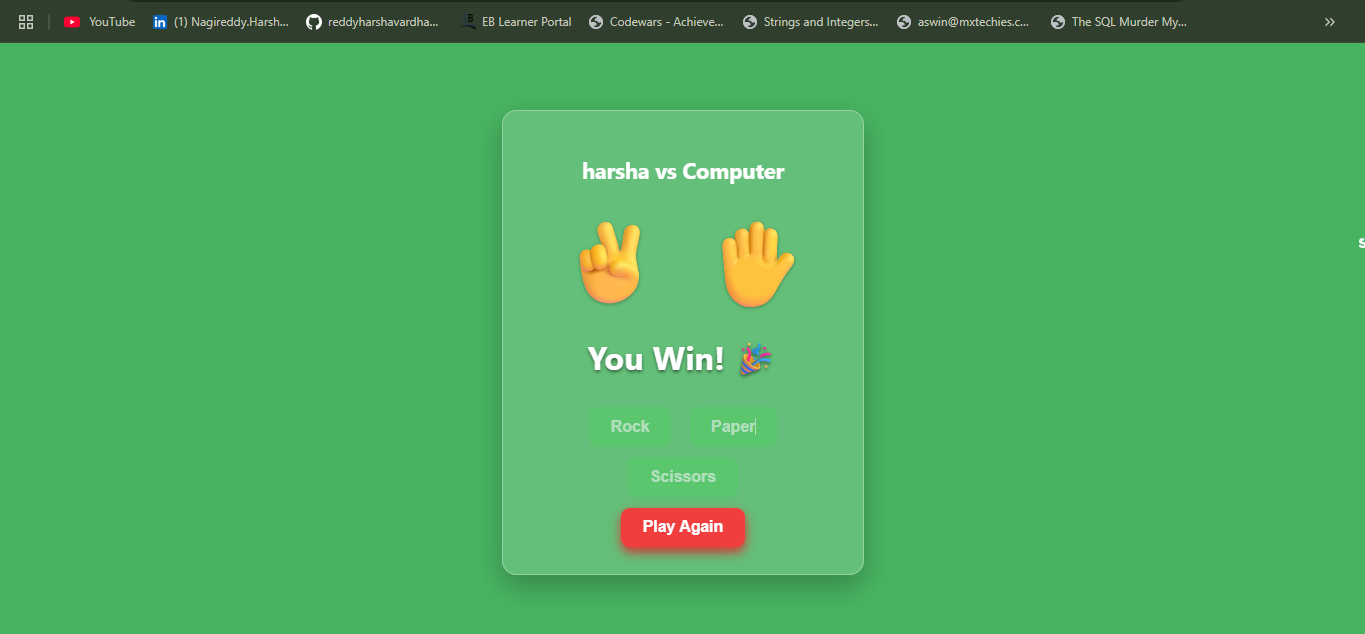 YouTube (1) Nagireddy.Harsh... reddyharshavardha... EB Learner Portal Codewars - Achieve... Strings and Integers... aswin@mxtechies.c... The SQL Murder My... »
harsha vs Computer
You Win! 🎉
Rock Paper
Scissors
Play Again